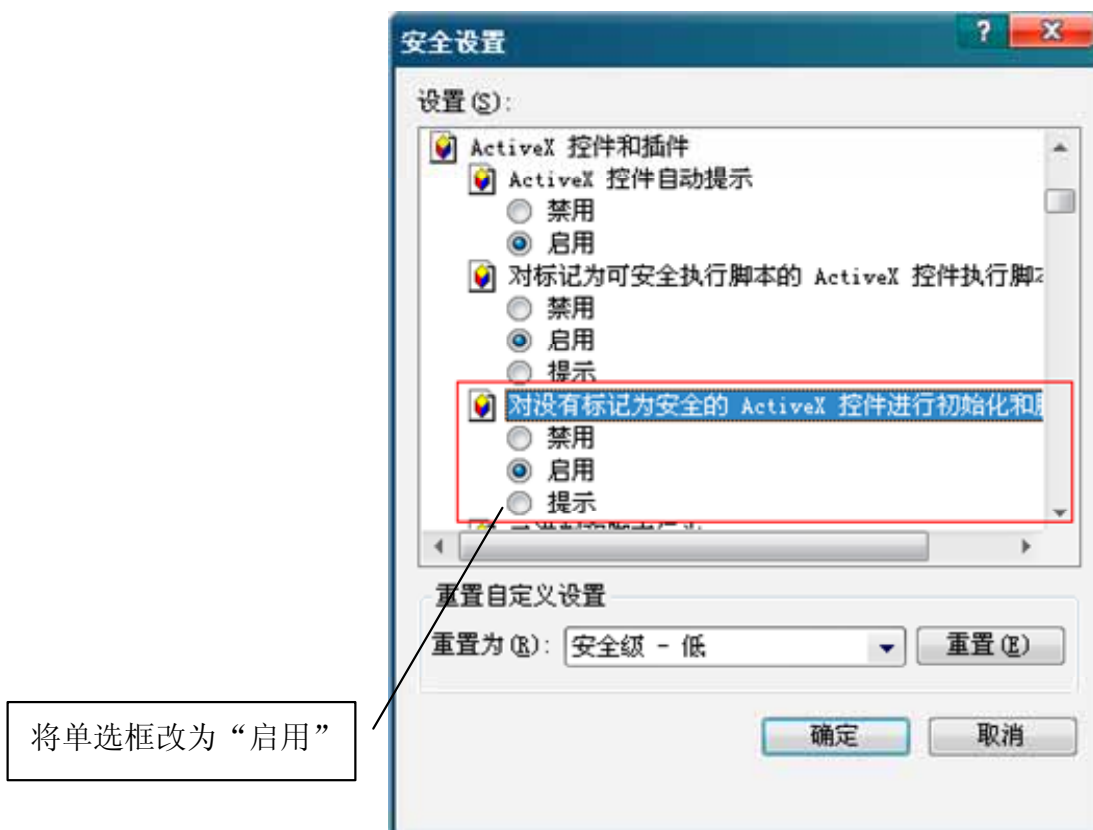 安全设置
设置(S):
ActiveX 控件和插件
ActiveX 控件自动提示
禁用
启用
对标记为可安全执行脚本的 ActiveX 控件执行脚
禁用
启用
提示
对没有标记为安全的 ActiveX 控件进行初始化和
禁用
启用
提示
重置自定义设置
重置为(R): 安全级 - 低 重置(E)
将单选框改为“启用”
确定 取消